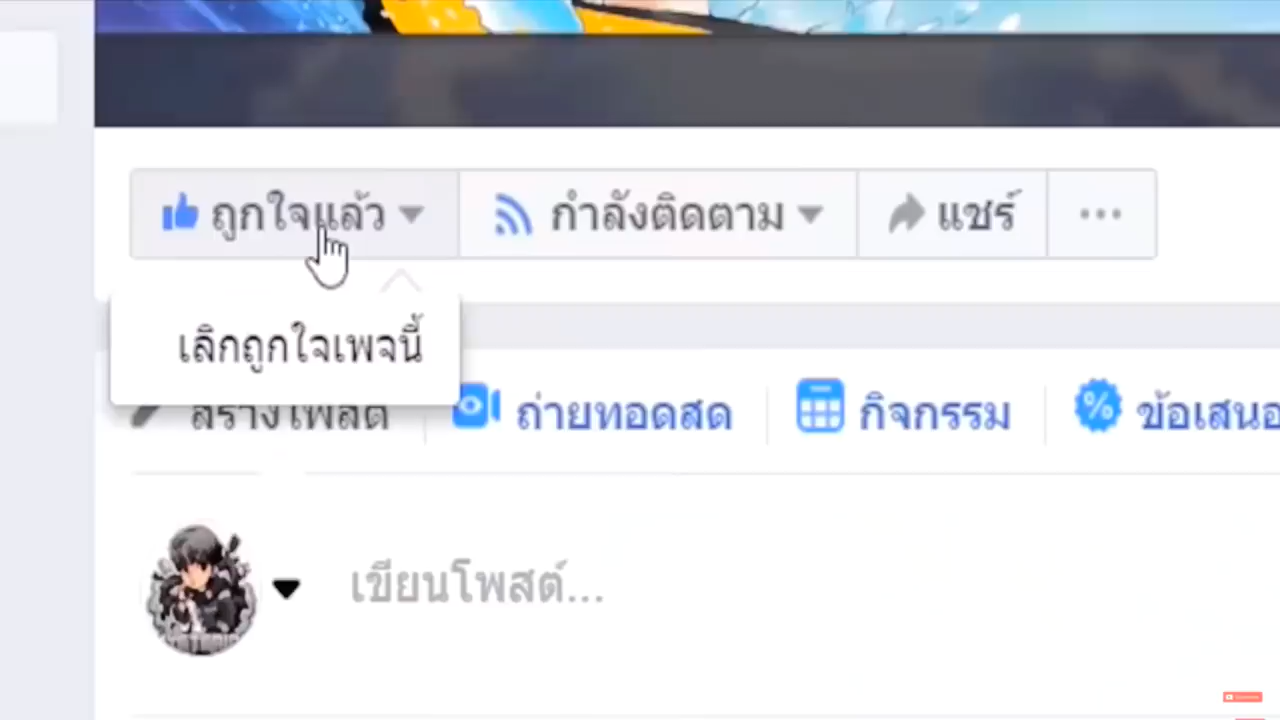 ถูกใจแล้ว กำลังติดตาม แชร์ ...
เลิกถูกใจเพจนี้
สร้างโพสต์ ถ่ายทอดสด กิจกรรม ข้อเสนอ
เขียนโพสต์...